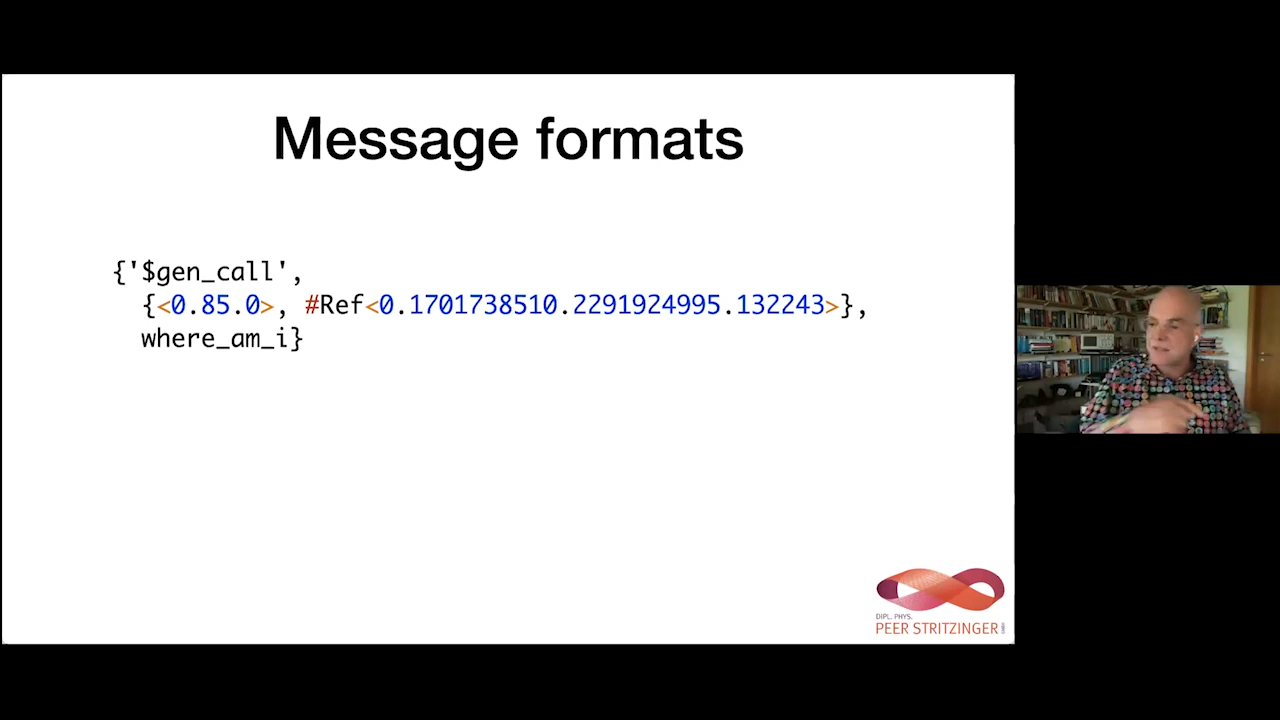 Message formats
{'$gen_call',
{<0.85.0>, #Ref<0.1701738510.2291924995.132243>},
where_am_i}
DIPL. PHYS.
PEER STRITZINGER